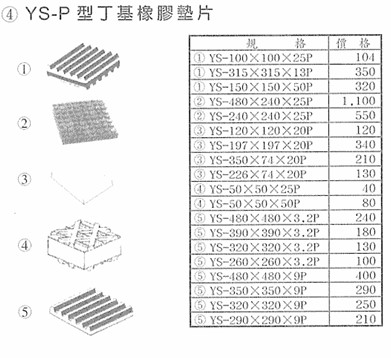 ④ YS-P 型丁基橡膠墊片
規 格 價 格
① YS-100×100×25P 104
① YS-315×315×13P 350
① YS-150×150×50P 320
② YS-480×240×25P 1,100
② YS-240×240×25P 550
③ YS-120×120×20P 120
③ YS-197×197×20P 340
③ YS-350×74×20P 210
③ YS-226×74×20P 130
④ YS-50×50×25P 40
④ YS-50×50×50P 80
⑤ YS-480×480×3.2P 240
⑤ YS-390×390×3.2P 180
⑤ YS-320×320×3.2P 130
⑤ YS-260×260×3.2P 100
⑤ YS-480×480×9P 400
⑤ YS-350×350×9P 290
⑤ YS-320×320×9P 250
⑤ YS-290×290×9P 210
①
②
③
④
⑤